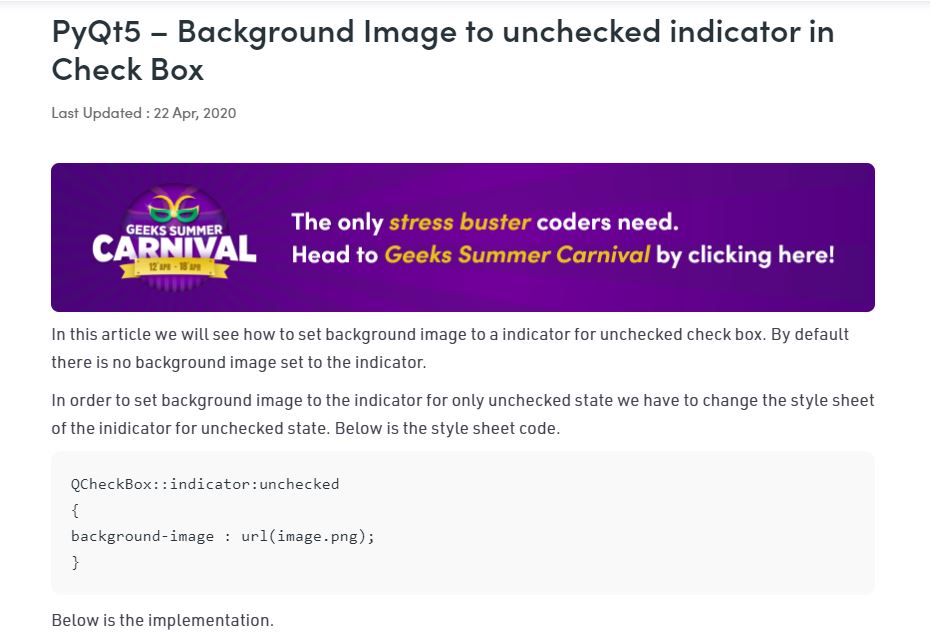 PyQt5 – Background Image to unchecked indicator in
Check Box
Last Updated : 22 Apr, 2020
GEEKS SUMMER
CARNIVAL
12 APR - 18 APR
The only stress buster coders need.
Head to Geeks Summer Carnival by clicking here!
In this article we will see how to set background image to a indicator for unchecked check box. By default
there is no background image set to the indicator.
In order to set background image to the indicator for only unchecked state we have to change the style sheet
of the inidicator for unchecked state. Below is the style sheet code.
QCheckBox::indicator:unchecked
{
background-image : url(image.png);
}
Below is the implementation.